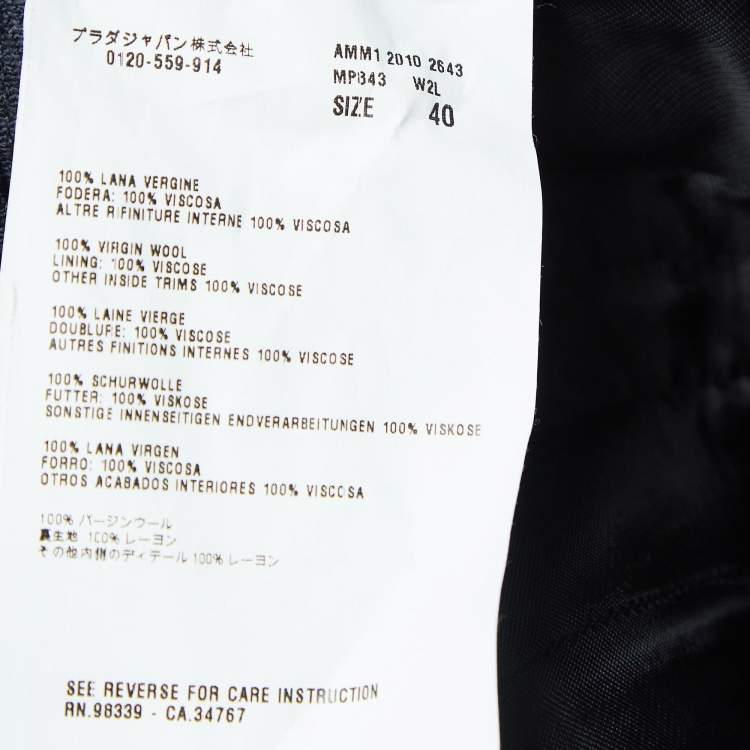 プラダジャパン株式会社
0120-559-914
AMM1 2010 2643
MP843 W2L
SIZE 40
100% LANA VERGINE
FODERA: 100% VISCOSA
ALTRE RIFINITURE INTERNE 100% VISCOSA
100% VIRGIN WOOL
LINING: 100% VISCOSE
OTHER INSIDE TRIMS 100% VISCOSE
100% LAINE VIERGE
DOUBLURE: 100% VISCOSE
AUTRES FINITIONS INTERNES 100% VISCOSE
100% SCHURWOLLE
FUTTER: 100% VISKOSE
SONSTIGE INNENSEITIGEN ENDVERARBEITUNGEN 100% VISKOSE
100% LANA VIRGEN
FORRO: 100% VISCOSA
OTROS ACABADOS INTERIORES 100% VISCOSA
100% バージンウール
裏生地 100% レーヨン
その他内側のディテール 100% レーヨン
SEE REVERSE FOR CARE INSTRUCTION
RN.98339 - CA.34767